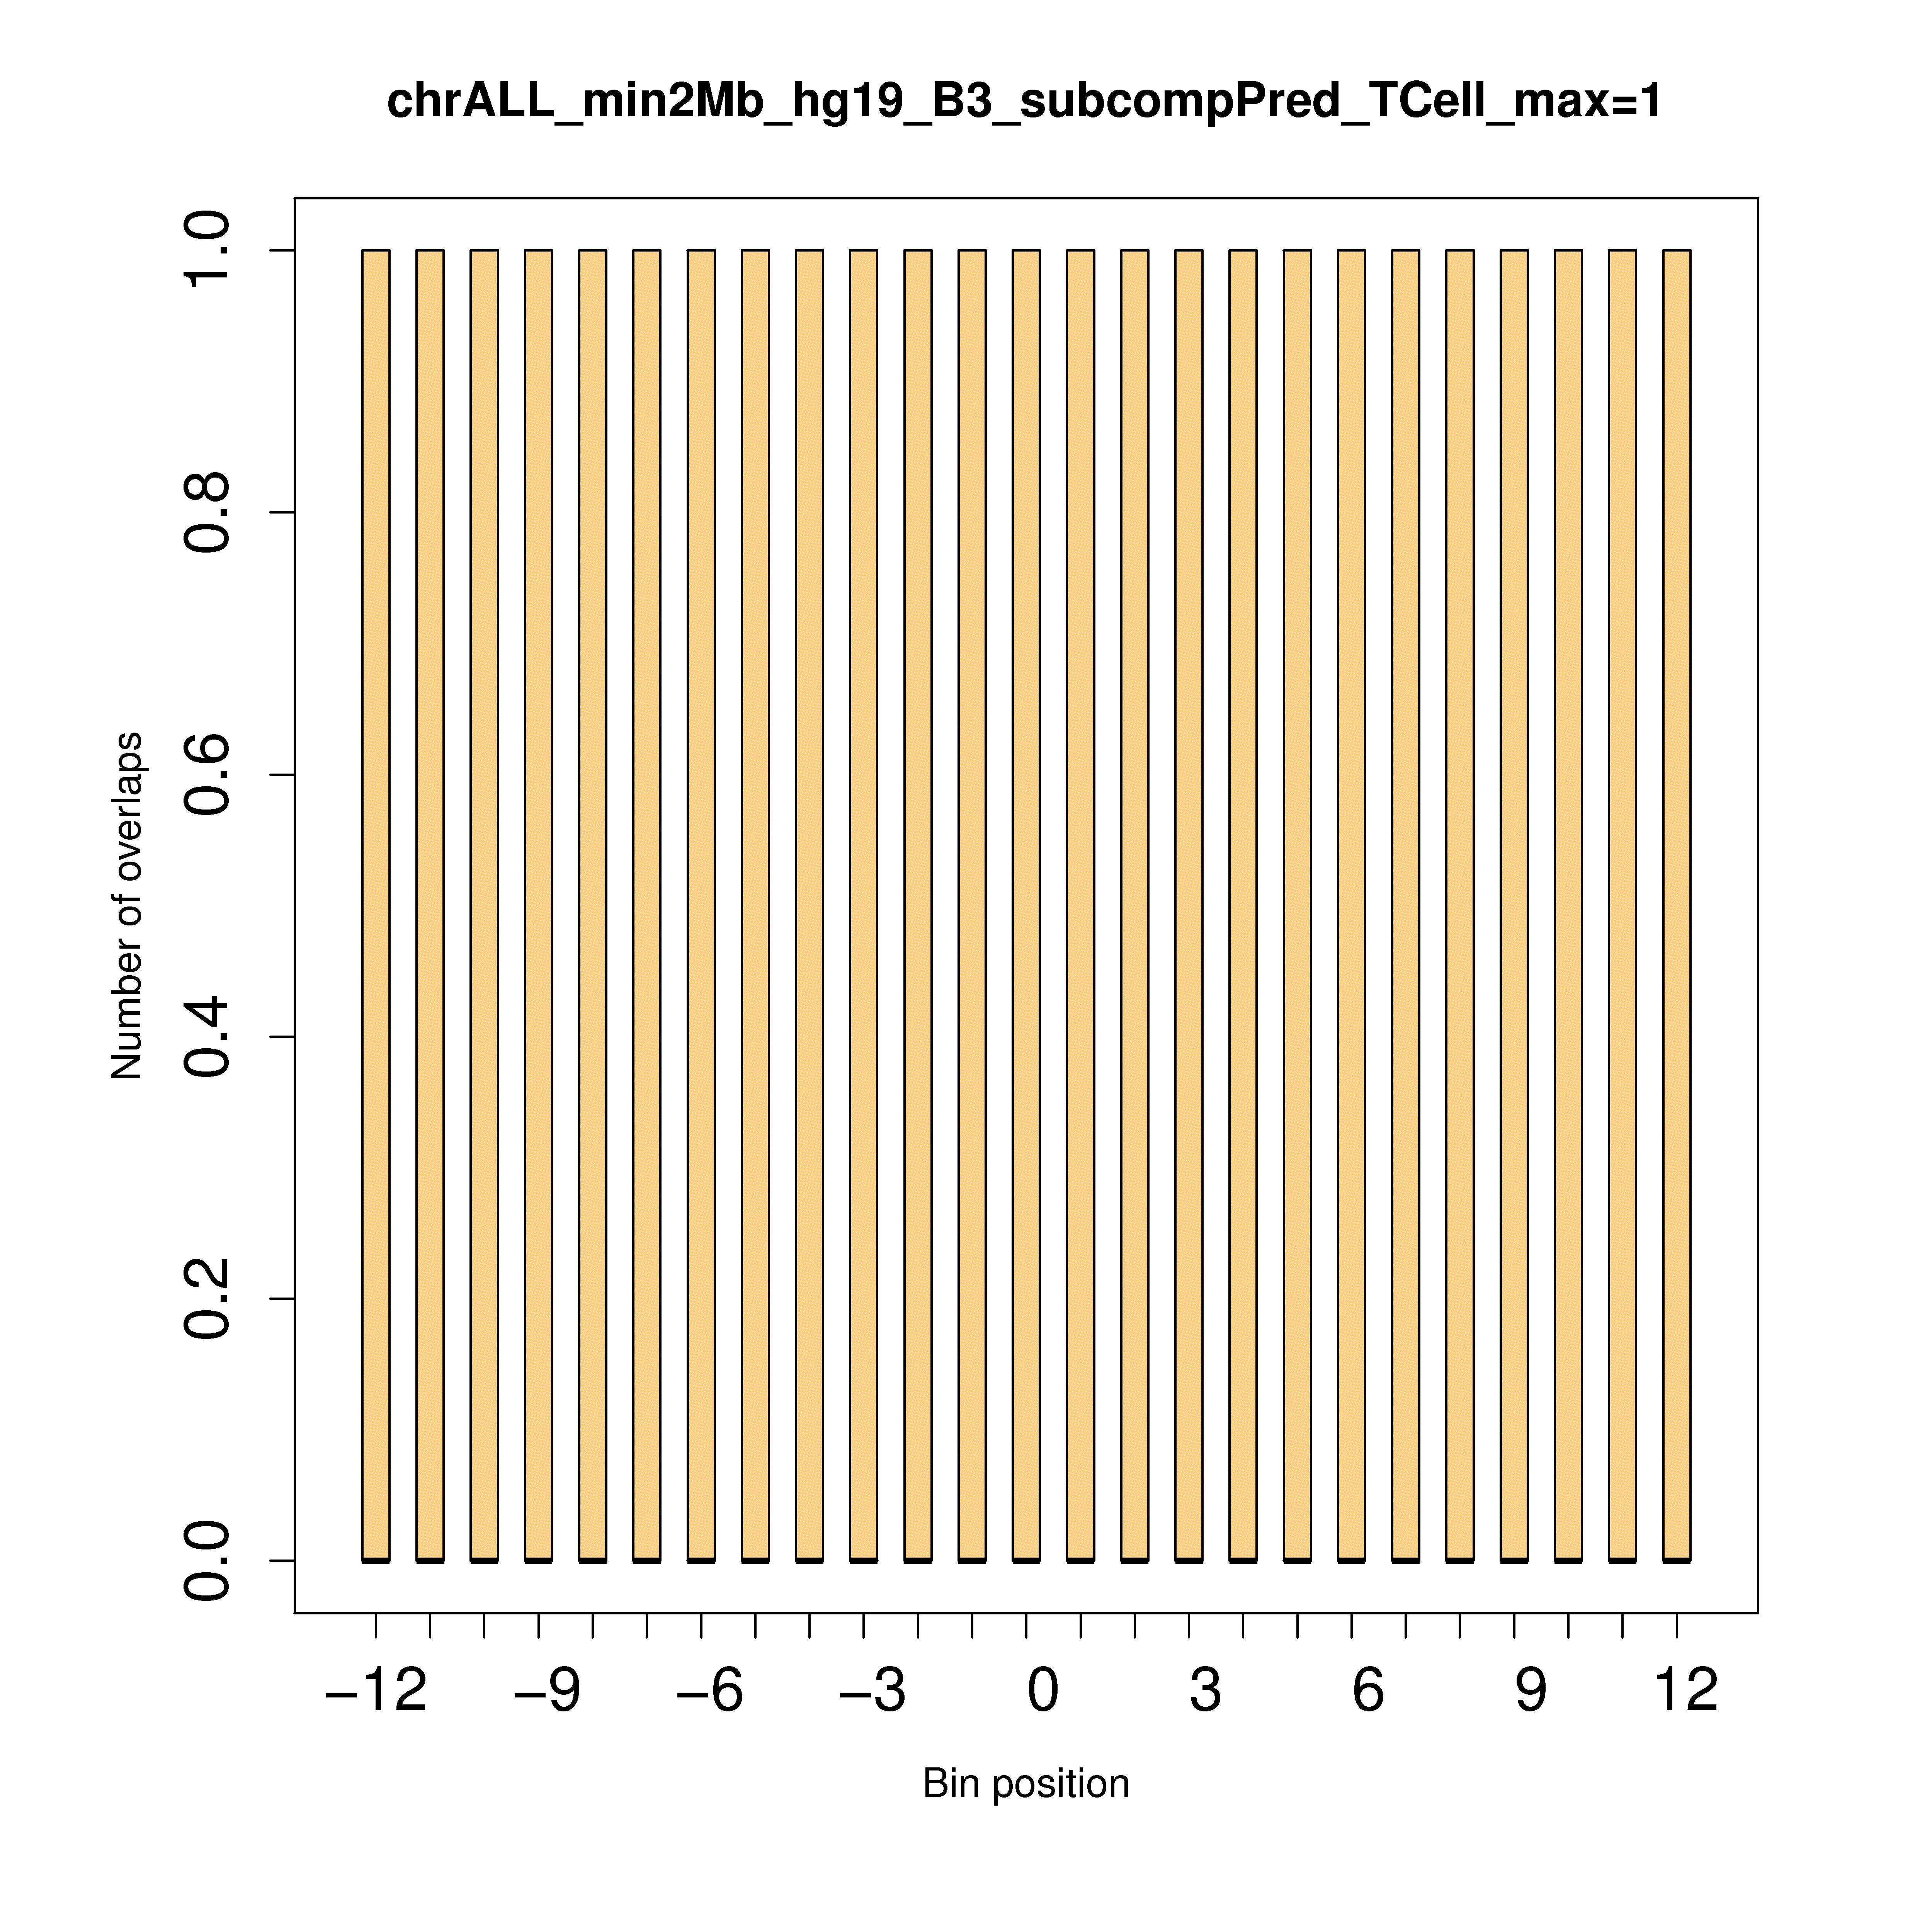 chrALL_min2Mb_hg19_B3_subcompPred_TCell_max=1
Number of overlaps
1.0
0.8
0.6
0.4
0.2
0.0
−12 −9 −6 −3 0 3 6 9 12
Bin position